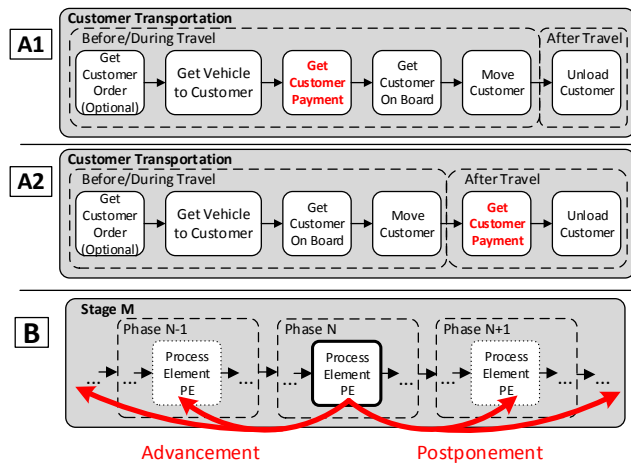 A1
Customer Transportation
Before/During Travel
After Travel
Get
Customer
Order
(Optional)
Get Vehicle
to Customer
Get
Customer
Payment
Get
Customer
On Board
Move
Customer
Unload
Customer
A2
Customer Transportation
Before/During Travel
After Travel
Get
Customer
Order
(Optional)
Get Vehicle
to Customer
Get
Customer
On Board
Move
Customer
Get
Customer
Payment
Unload
Customer
B
Stage M
Phase N-1
Phase N
Phase N+1
...
...
Process
Element
PE
...
...
Process
Element
PE
...
...
Process
Element
PE
...
...
Advancement
Postponement